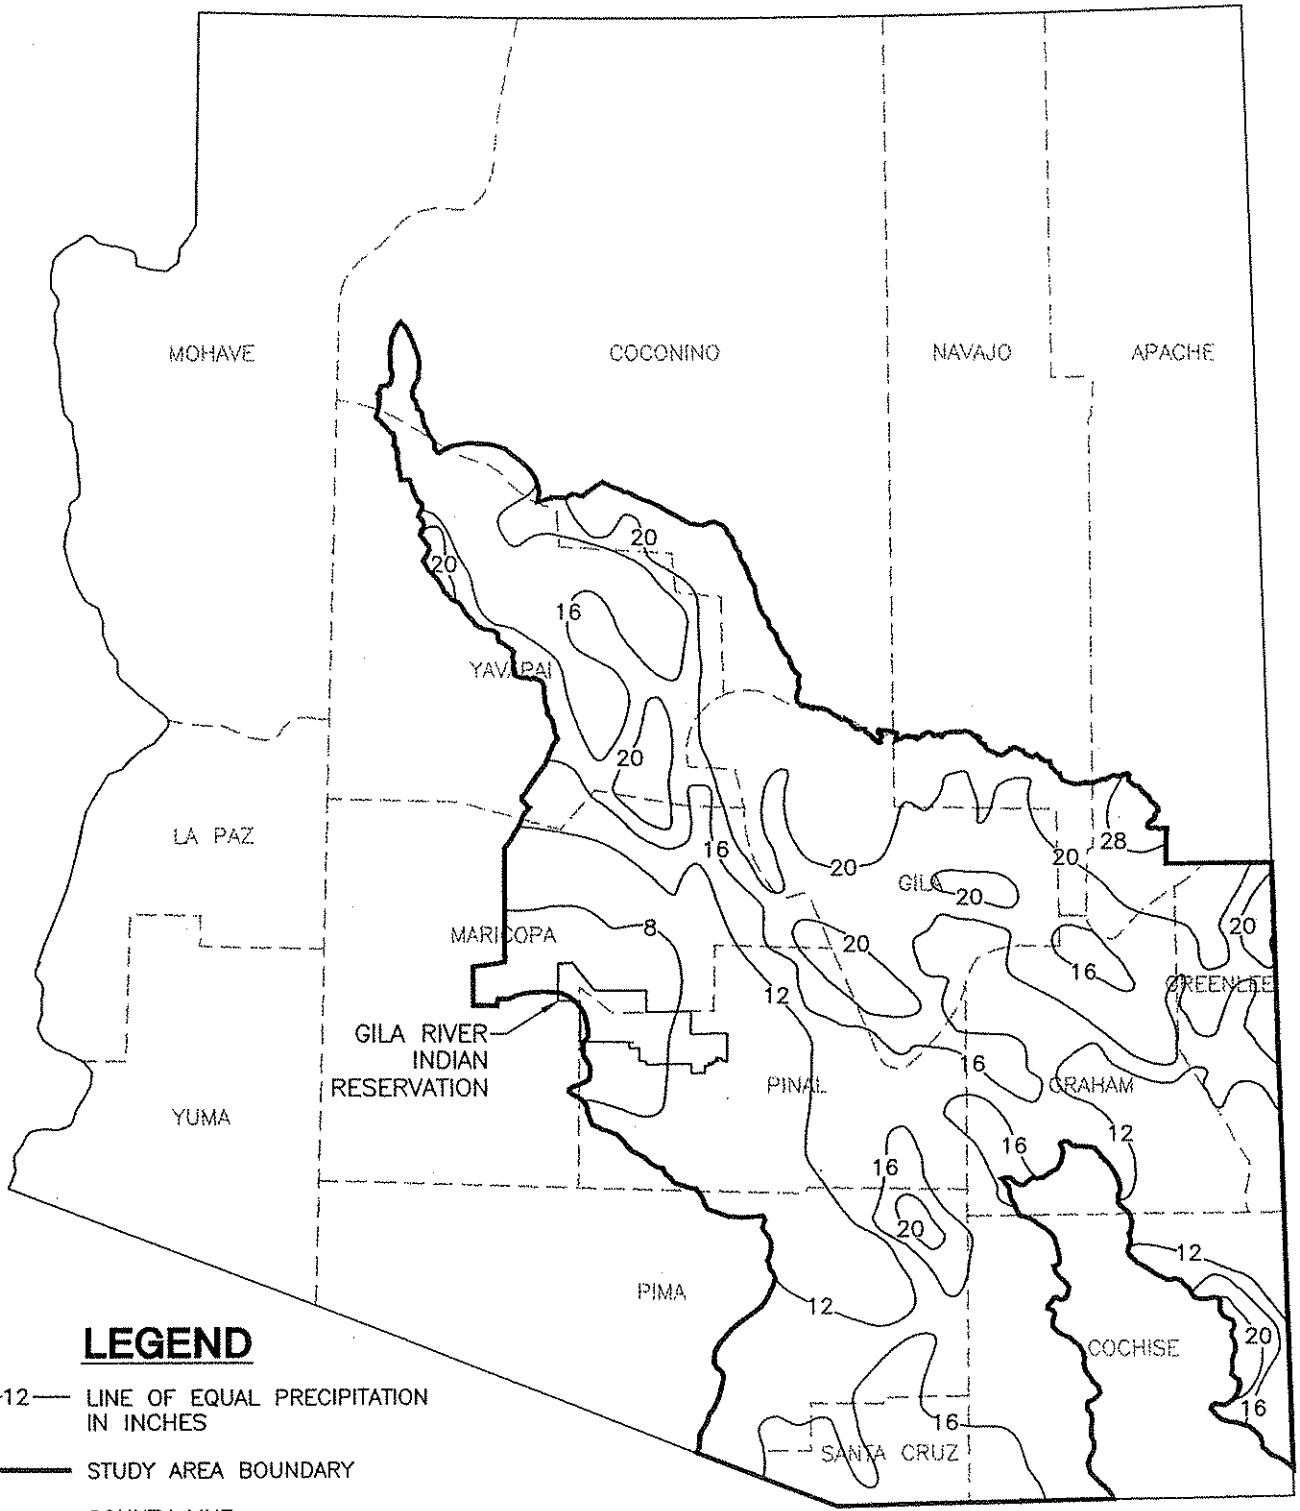 MOHAVE
COCONINO
NAVAJO
APACHE
20
20
16
YAVAPAI
20
LA PAZ
16
20
28
20
GILA
20
MARICOPA
8
20
20
16
12
GREENLEE
GILA RIVER
INDIAN
RESERVATION
16
PINAL
GRAHAM
YUMA
12
16
16
20
12
PIMA
12
20
COCHISE
16
16
SANTA CRUZ
LEGEND
12
LINE OF EQUAL PRECIPITATION
IN INCHES
STUDY AREA BOUNDARY